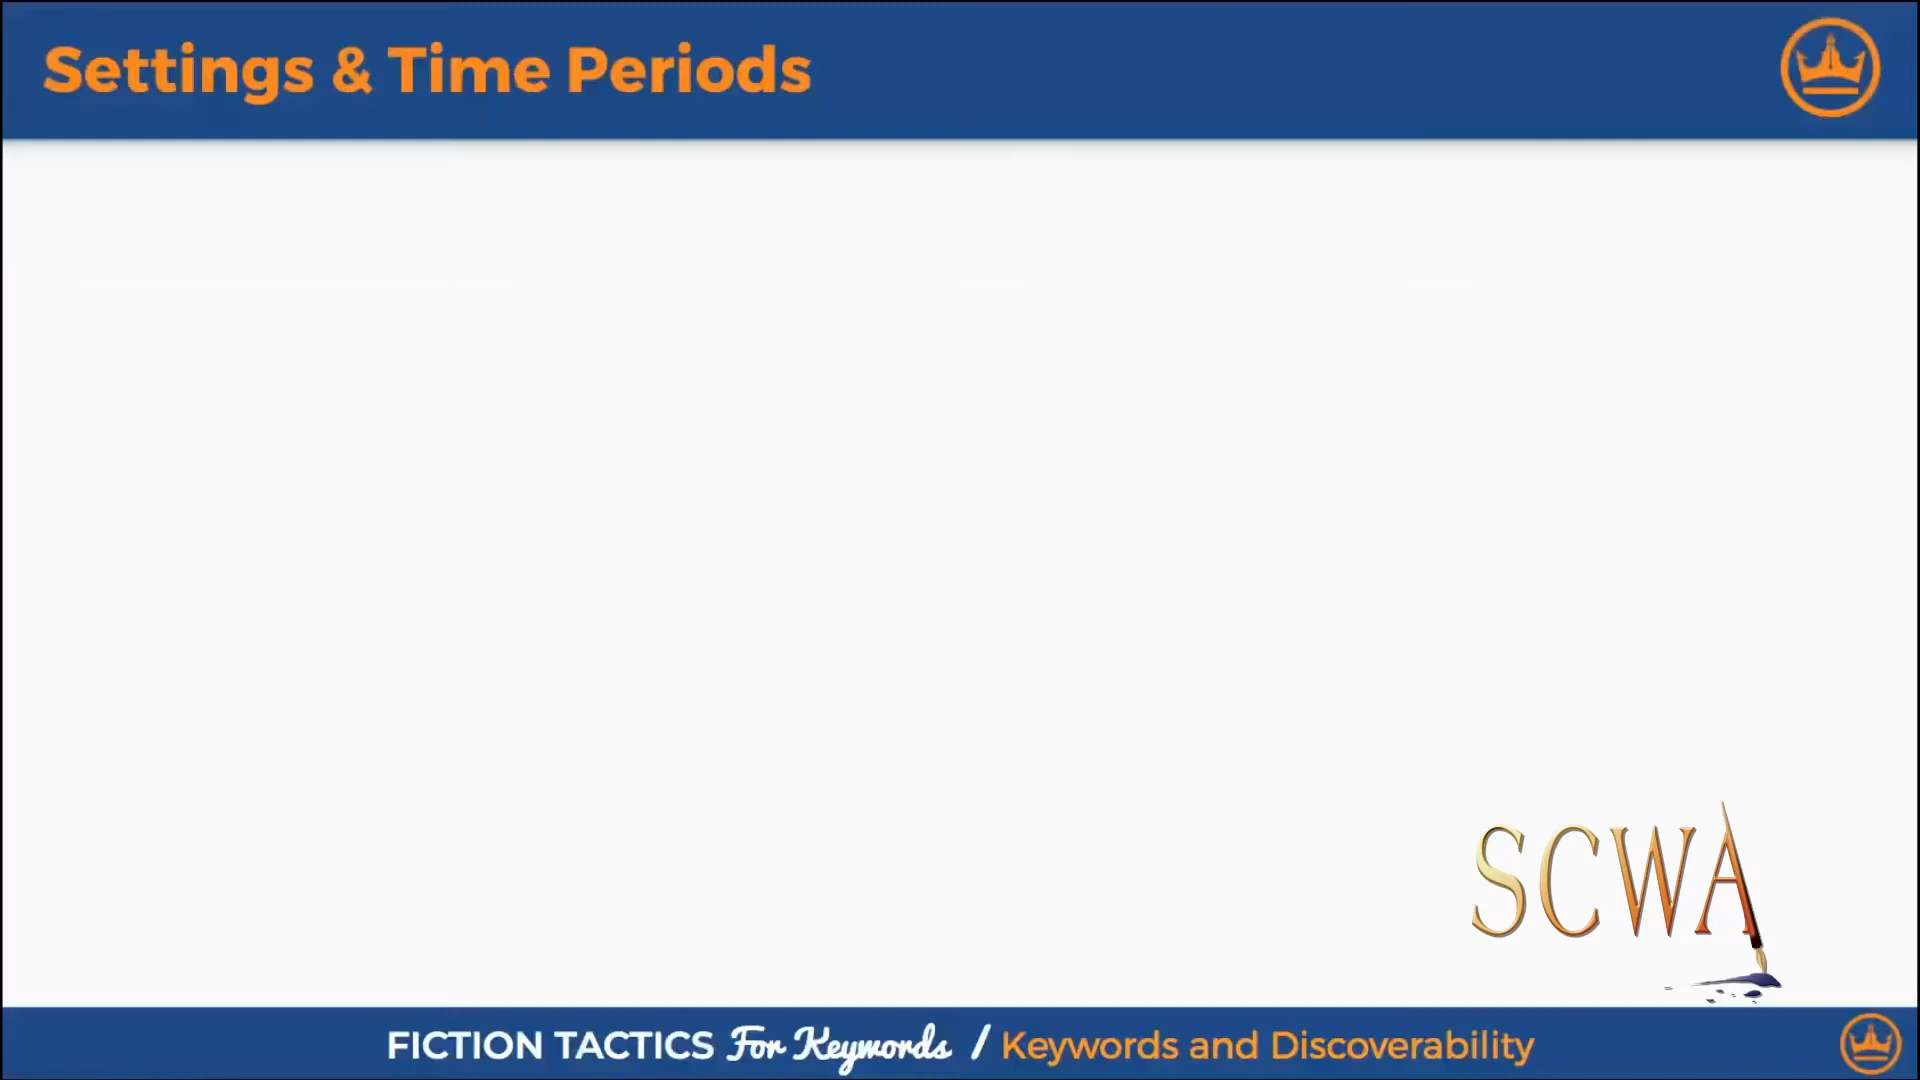 Settings & Time Periods
SCWA
FICTION TACTICS For Keywords / Keywords and Discoverability